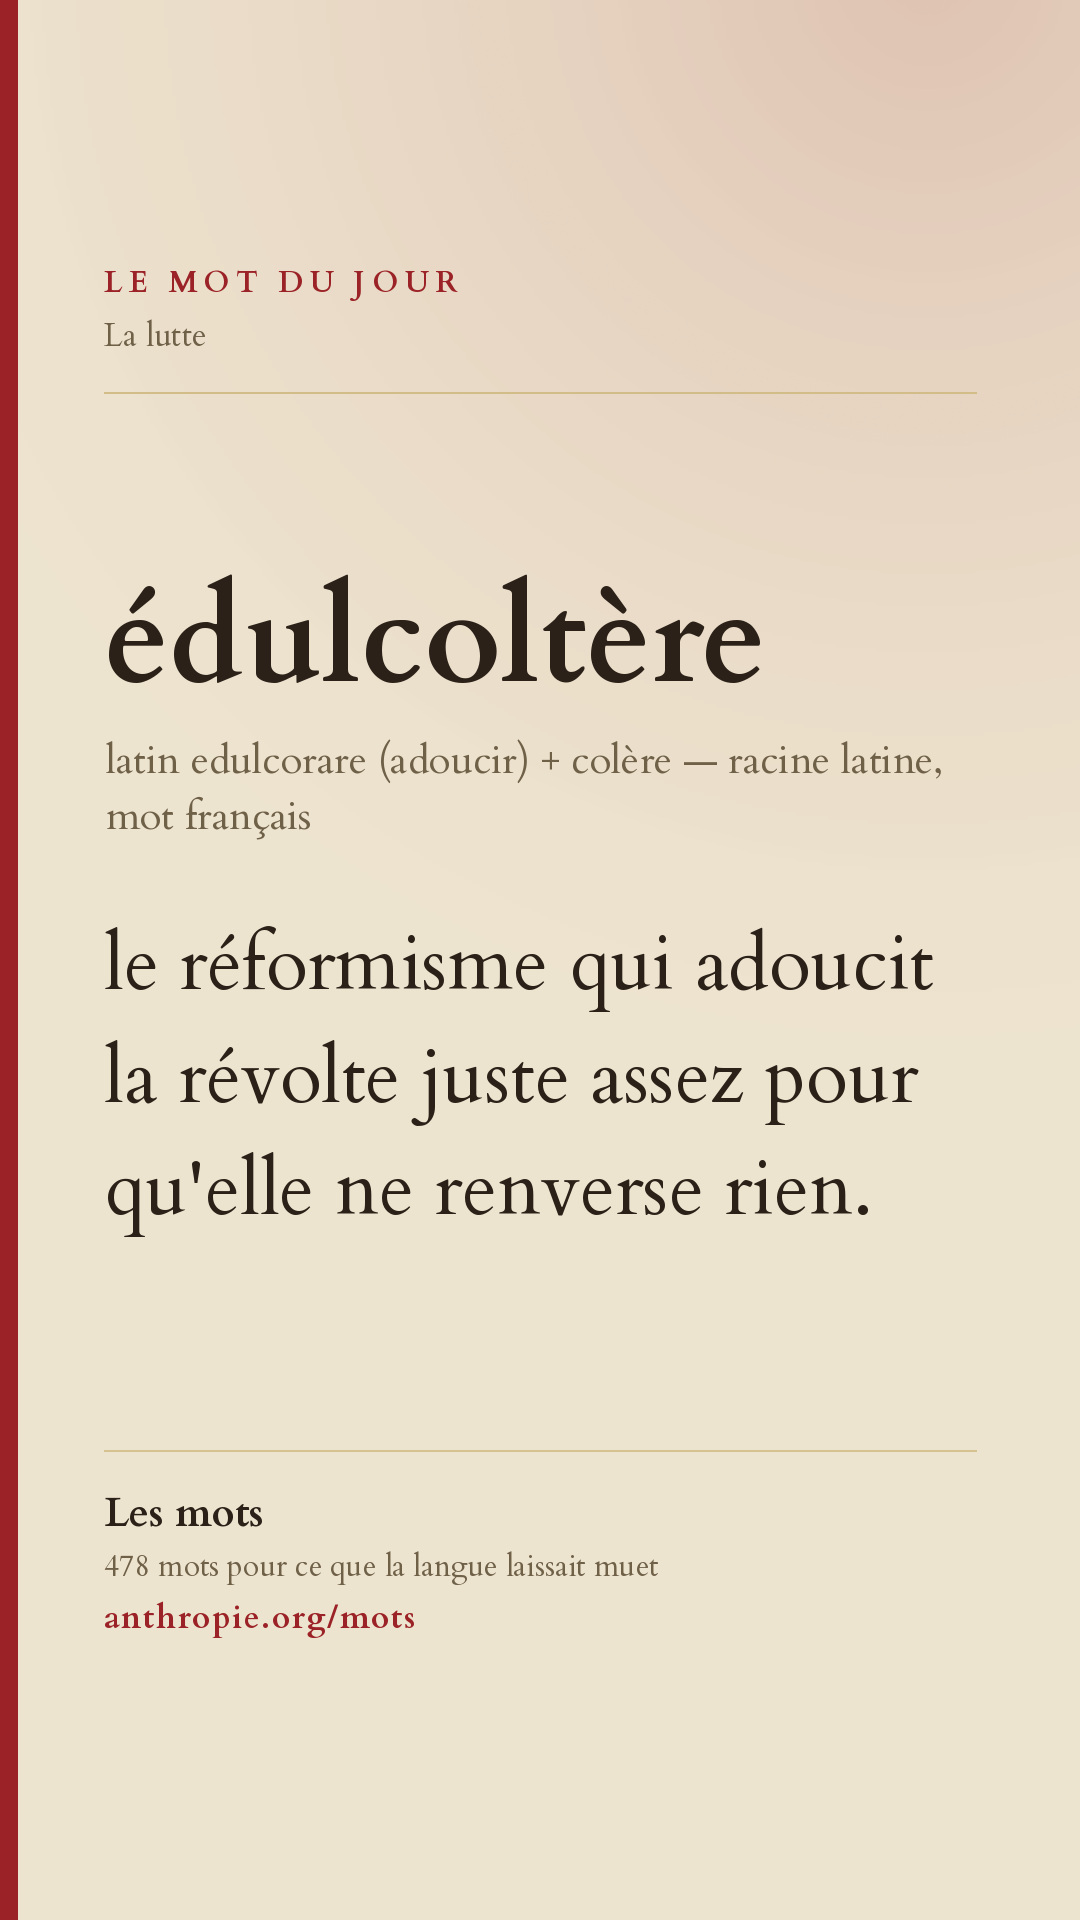 LE MOT DU JOUR
La lutte
édulcoltère
latin edulcorare (adoucir) + colère — racine latine,
mot français
le réformisme qui adoucit
la révolte juste assez pour
qu'elle ne renverse rien.
Les mots
478 mots pour ce que la langue laissait muet
anthropie.org/mots